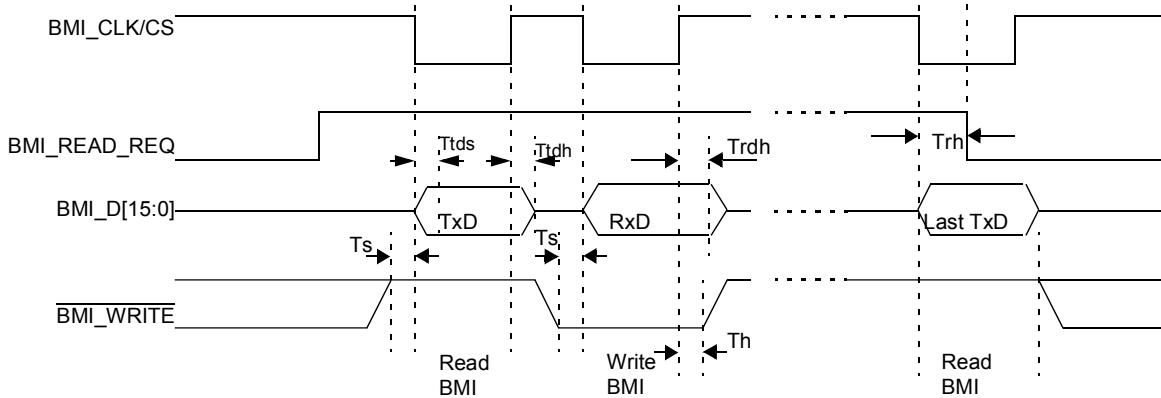 BMI_CLK/CS
BMI_READ_REQ
Ttds
Ttdh
Trdh
Trh
BMI_D[15:0]
TxD
RxD
Last TxD
Ts
Ts
BMI_WRITE
Th
Read
BMI
Write
BMI
Read
BMI